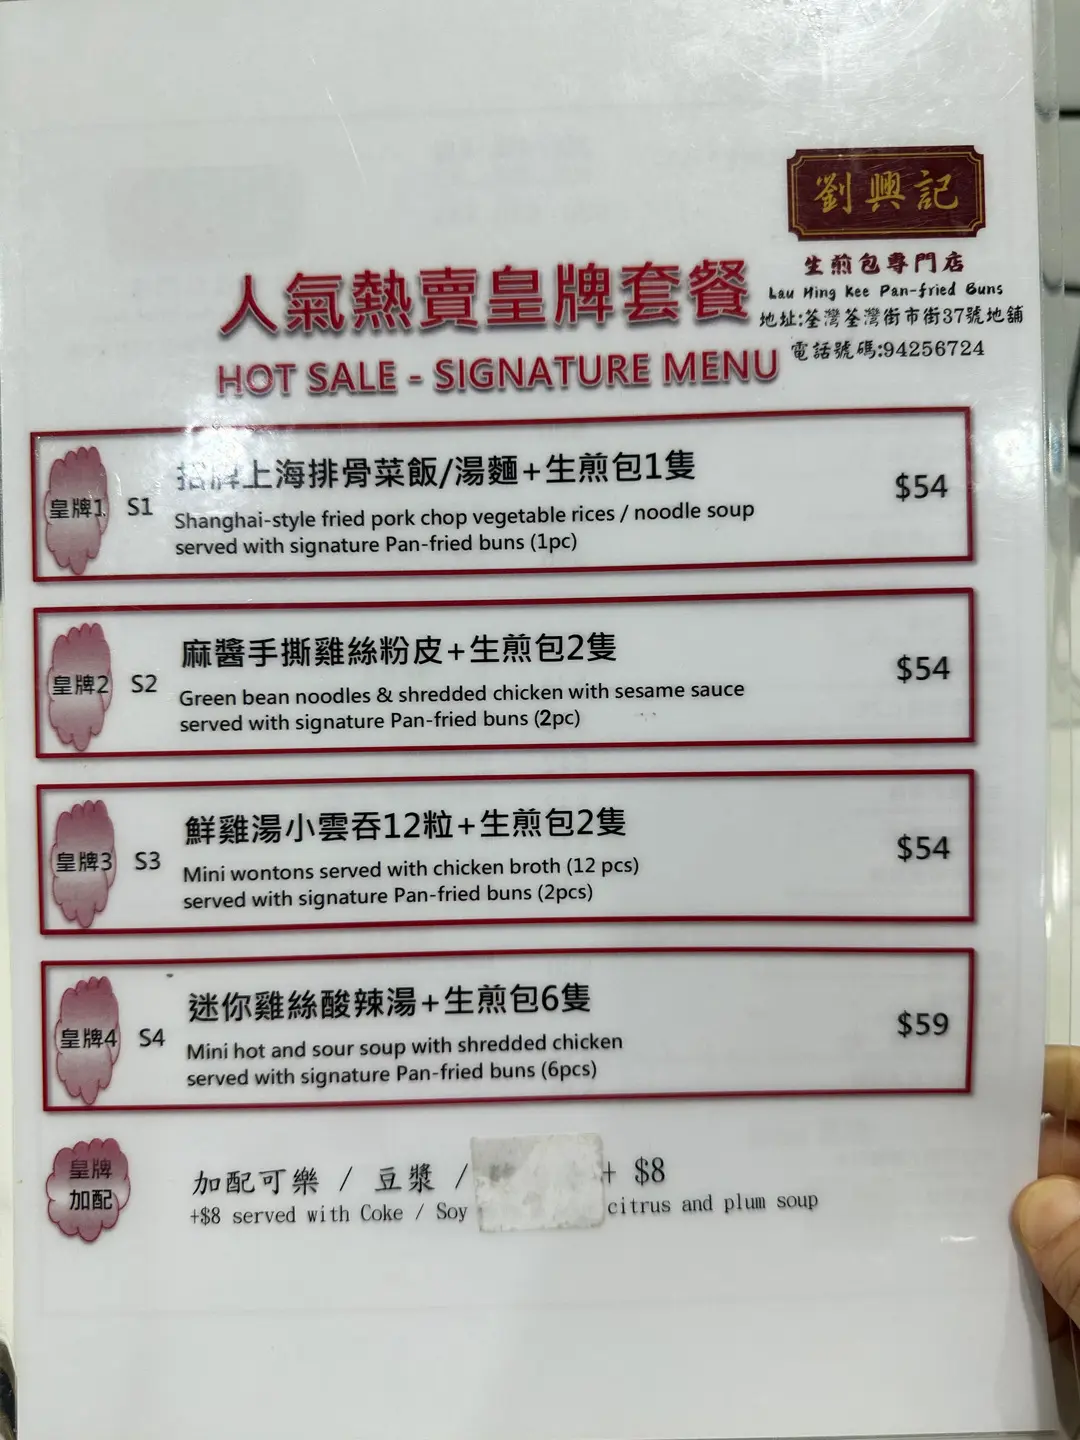 劉興記
生煎包專門店
Lau Hing Kee Pan-fried Buns
地址:荃灣荃灣街市街37號地舖
電話號碼:94256724
人氣熱賣皇牌套餐
HOT SALE - SIGNATURE MENU
皇牌1 S1 招牌上海排骨菜飯/湯麵+生煎包1隻 $54
Shanghai-style fried pork chop vegetable rices / noodle soup
served with signature Pan-fried buns (1pc)
皇牌2 S2 麻醬手撕雞絲粉皮+生煎包2隻 $54
Green bean noodles & shredded chicken with sesame sauce
served with signature Pan-fried buns (2pc)
皇牌3 S3 鮮雞湯小雲吞12粒+生煎包2隻 $54
Mini wontons served with chicken broth (12 pcs)
served with signature Pan-fried buns (2pcs)
皇牌4 S4 迷你雞絲酸辣湯+生煎包6隻 $59
Mini hot and sour soup with shredded chicken
served with signature Pan-fried buns (6pcs)
皇牌
加配
加配可樂 / 豆漿 / + $8
+$8 served with Coke / Soy citrus and plum soup